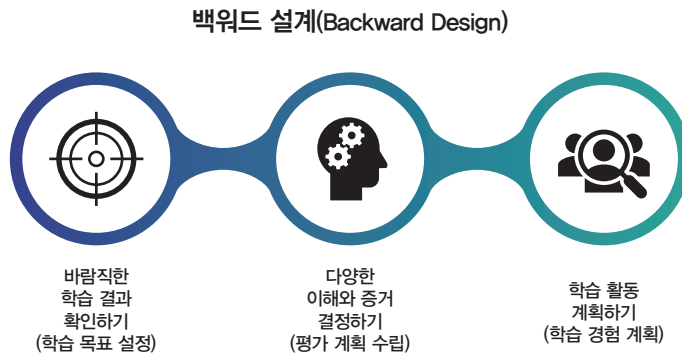 백워드 설계(Backward Design)
바람직한
학습 결과
확인하기
(학습 목표 설정)
다양한
이해와 증거
결정하기
(평가 계획 수립)
학습 활동
계획하기
(학습 경험 계획)